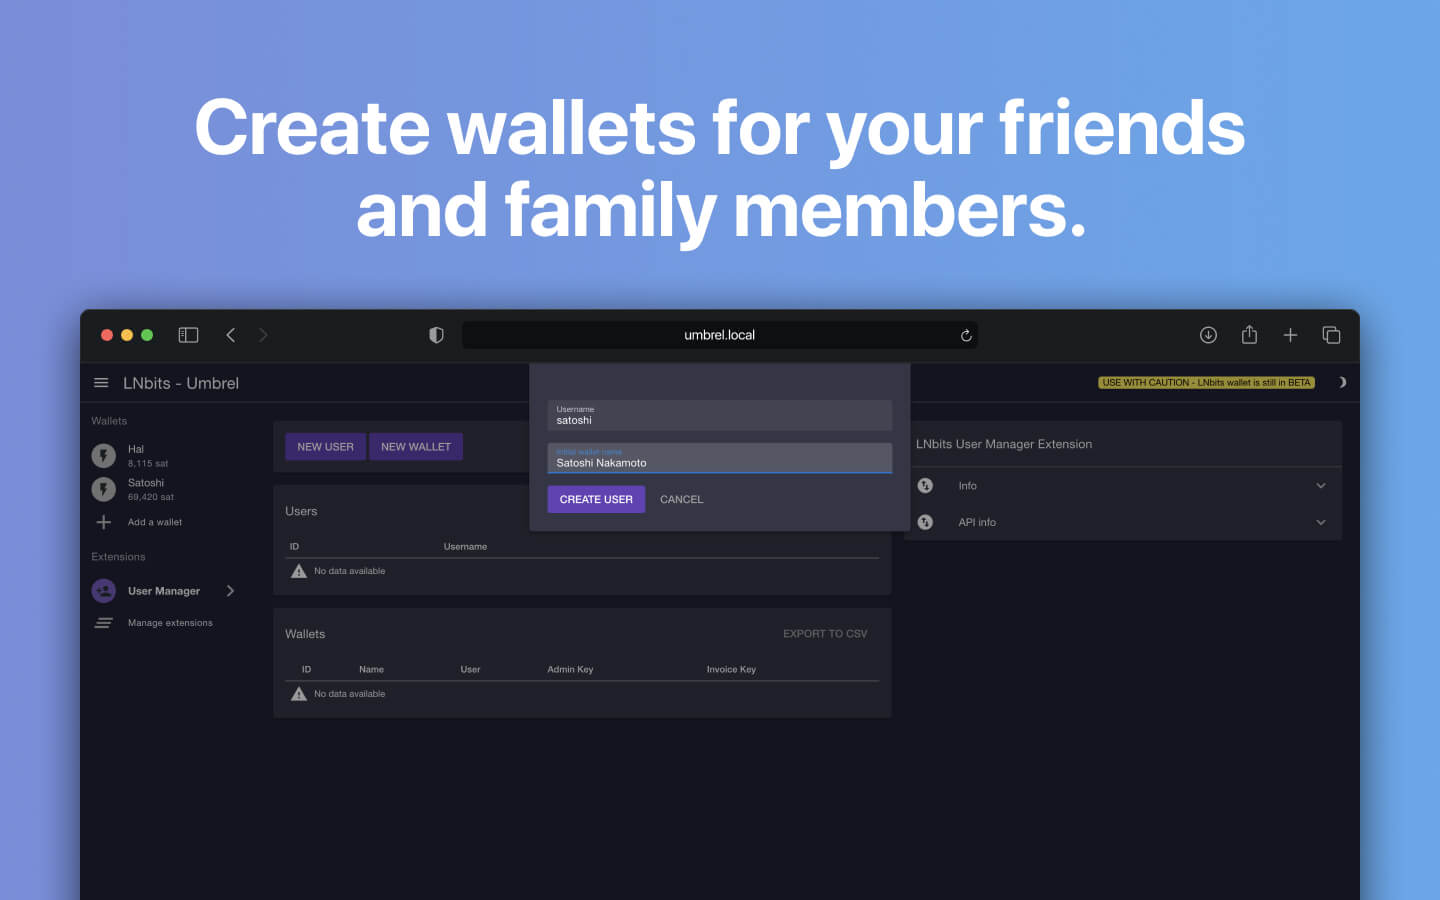 Create wallets for your friends
and family members.
umbrel.local
LNbits - Umbrel
USE WITH CAUTION - LNbits wallet is still in BETA
Wallets
Hal
8,115 sat
Satoshi
69,420 sat
Add a wallet
Extensions
User Manager
Manage extensions
NEW USER
NEW WALLET
Username
satoshi
Initial wallet name
Satoshi Nakamoto
CREATE USER
CANCEL
Users
ID
Username
No data available
Wallets
EXPORT TO CSV
ID
Name
User
Admin Key
Invoice Key
No data available
LNbits User Manager Extension
Info
API info